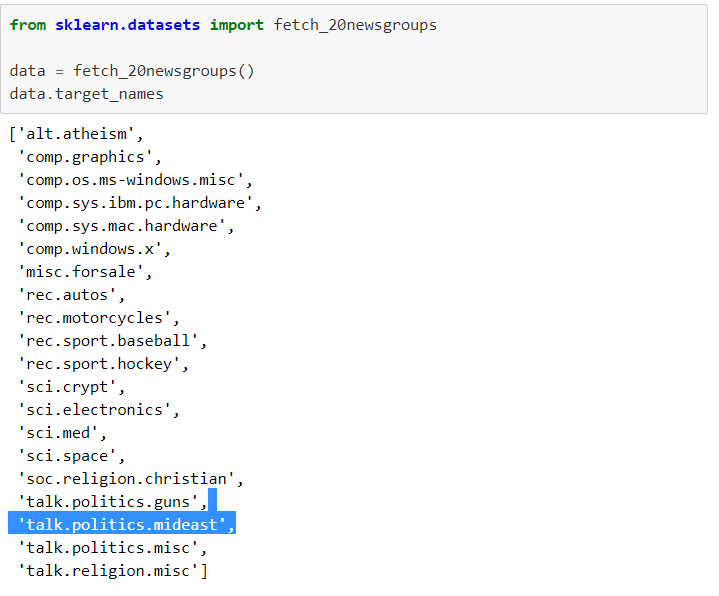 from sklearn.datasets import fetch_20newsgroups
data = fetch_20newsgroups()
data.target_names
['alt.atheism',
'comp.graphics',
'comp.os.ms-windows.misc',
'comp.sys.ibm.pc.hardware',
'comp.sys.mac.hardware',
'comp.windows.x',
'misc.forsale',
'rec.autos',
'rec.motorcycles',
'rec.sport.baseball',
'rec.sport.hockey',
'sci.crypt',
'sci.electronics',
'sci.med',
'sci.space',
'soc.religion.christian',
'talk.politics.guns',
'talk.politics.mideast',
'talk.politics.misc',
'talk.religion.misc']